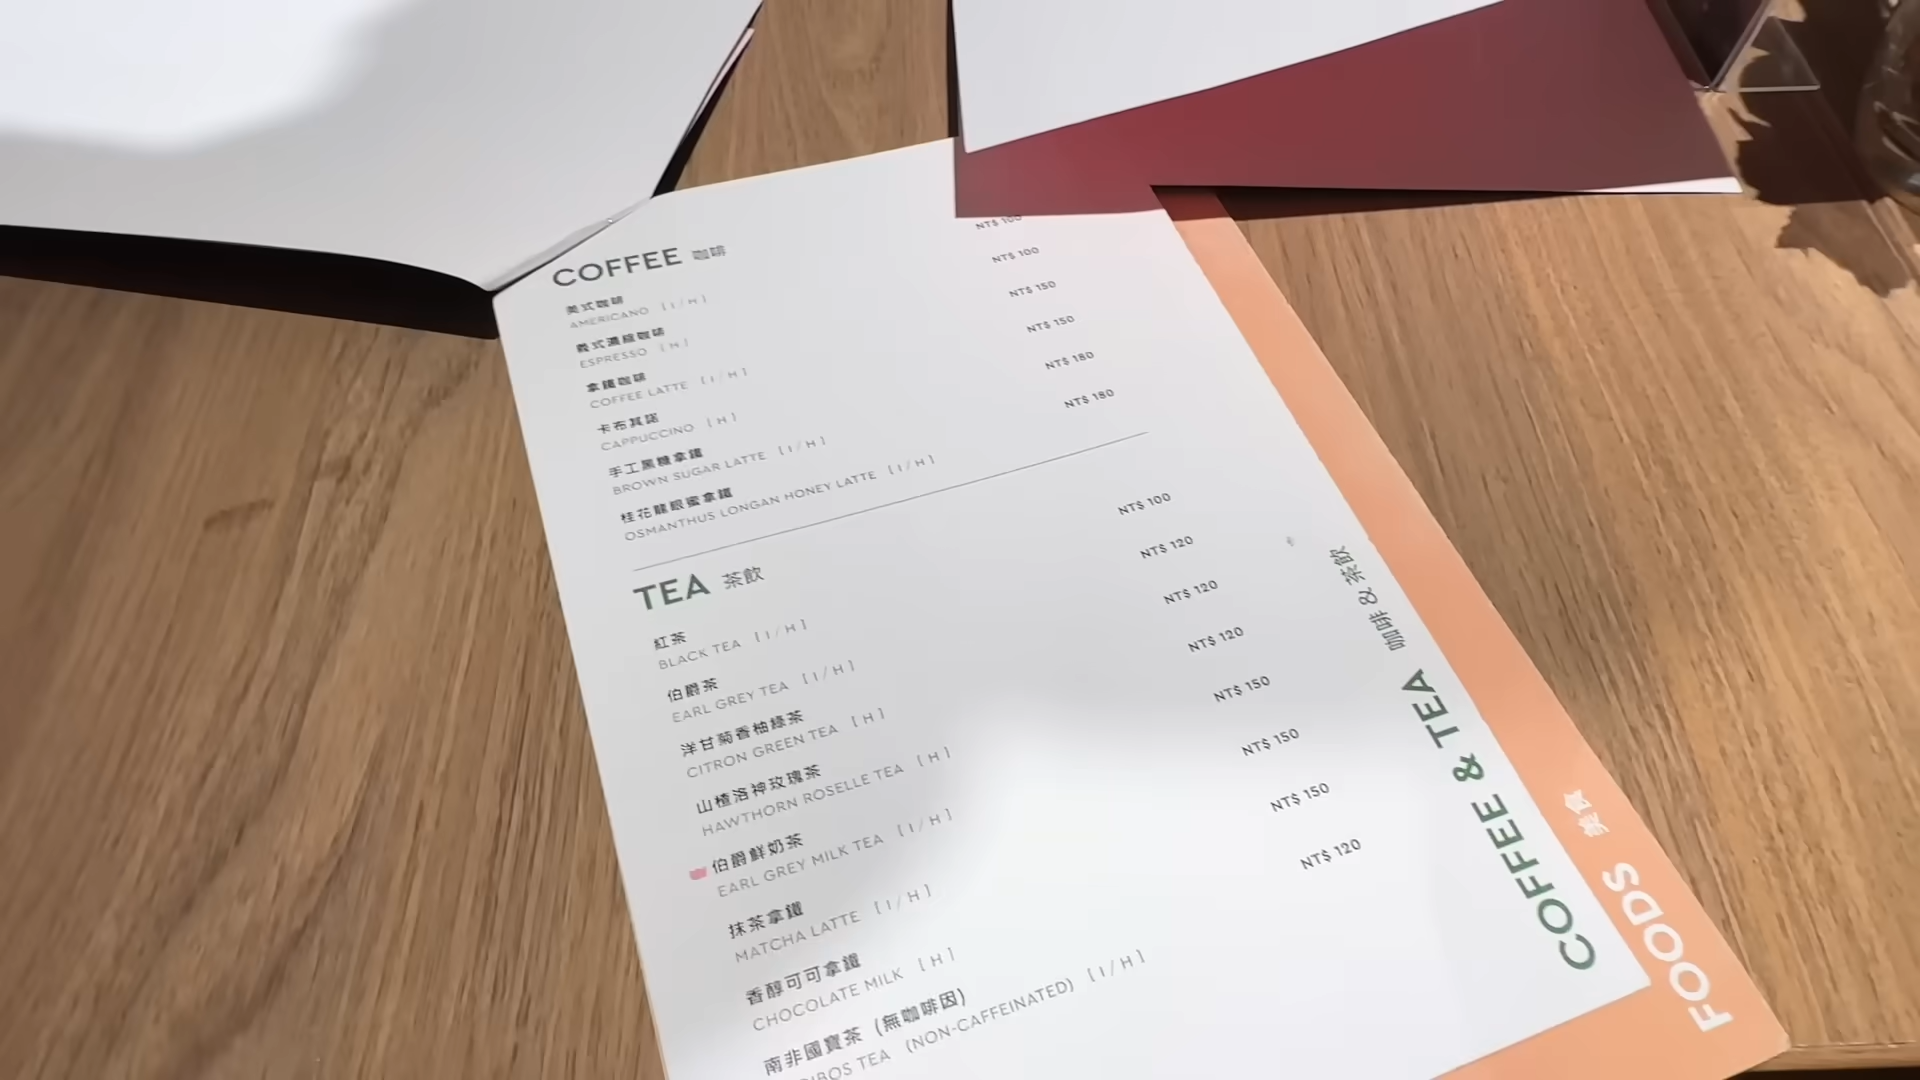 COFFEE 咖啡
美式咖啡
AMERICANO [ I / H ] NT$ 100
義式濃縮咖啡
ESPRESSO [ H ] NT$ 100
拿鐵咖啡
COFFEE LATTE [ I / H ] NT$ 150
卡布其諾
CAPPUCCINO [ H ] NT$ 150
手工黑糖拿鐵
BROWN SUGAR LATTE [ I / H ] NT$ 180
桂花龍眼蜜拿鐵
OSMANTHUS LONGAN HONEY LATTE [ I / H ] NT$ 180
TEA 茶飲
紅茶
BLACK TEA [ I / H ] NT$ 100
伯爵茶
EARL GREY TEA [ I / H ] NT$ 120
洋甘菊香柚綠茶
CITRON GREEN TEA [ H ] NT$ 120
山楂洛神玫瑰茶
HAWTHORN ROSELLE TEA [ H ] NT$ 120
伯爵鮮奶茶
EARL GREY MILK TEA [ I / H ] NT$ 150
抹茶拿鐵
MATCHA LATTE [ I / H ] NT$ 150
香醇可可拿鐵
CHOCOLATE MILK [ H ] NT$ 150
南非國寶茶 (無咖啡因)
TEA (NON-CAFFEINATED) [ I / H ] NT$ 120
COFFEE & TEA 咖啡 & 茶飲
FOODS 美食